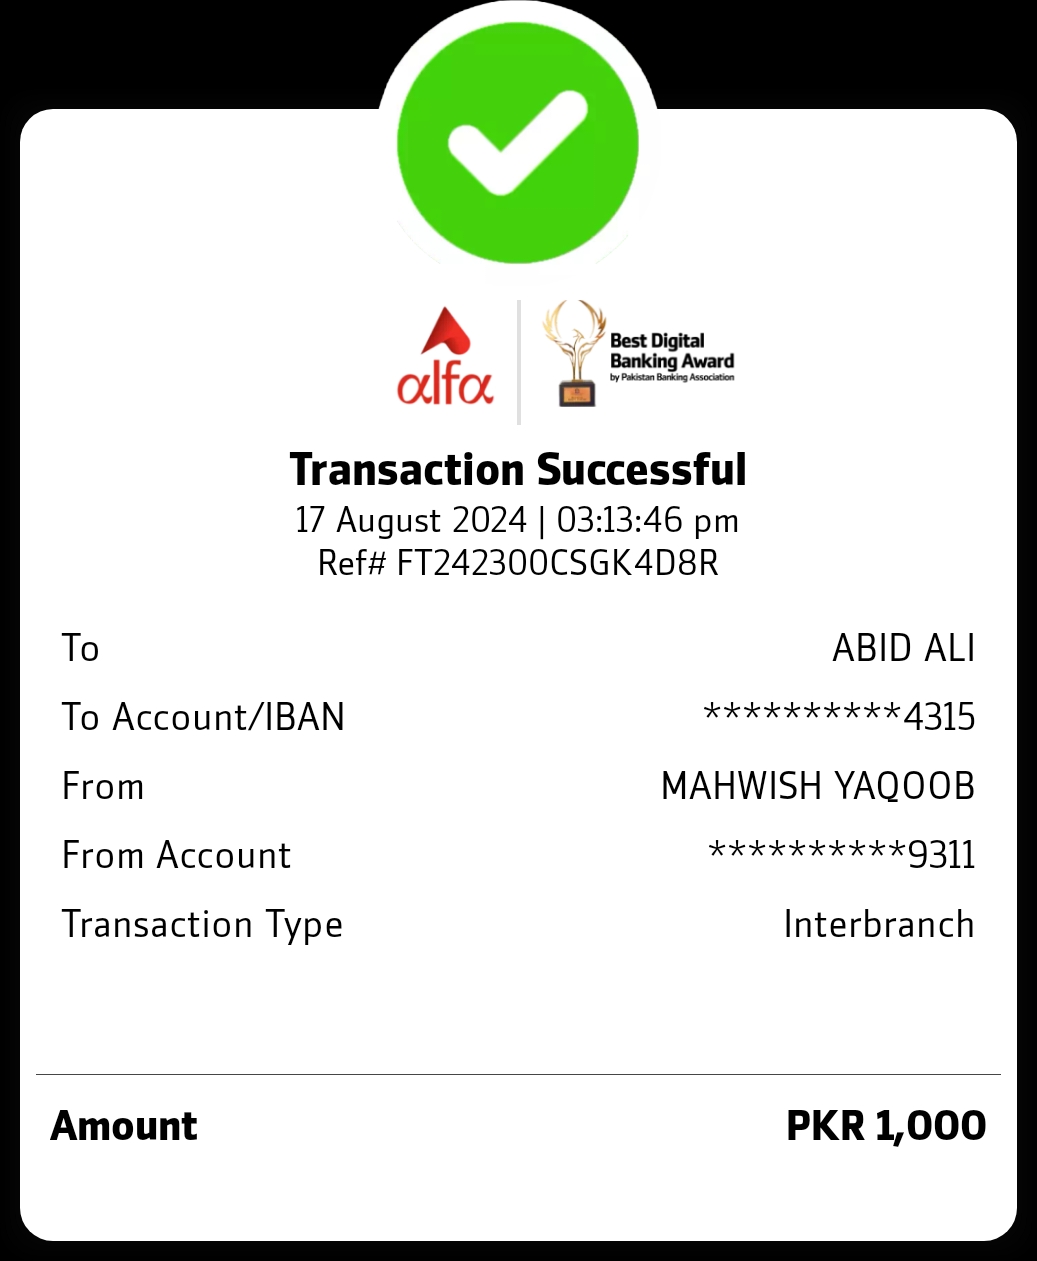 alfa
Best Digital
Banking Award
by Pakistan Banking Association
Transaction Successful
17 August 2024 | 03:13:46 pm
Ref# FT242300CSGK4D8R
To ABID ALI
To Account/IBAN **********4315
From MAHWISH YAQOOB
From Account **********9311
Transaction Type Interbranch
Amount PKR 1,000